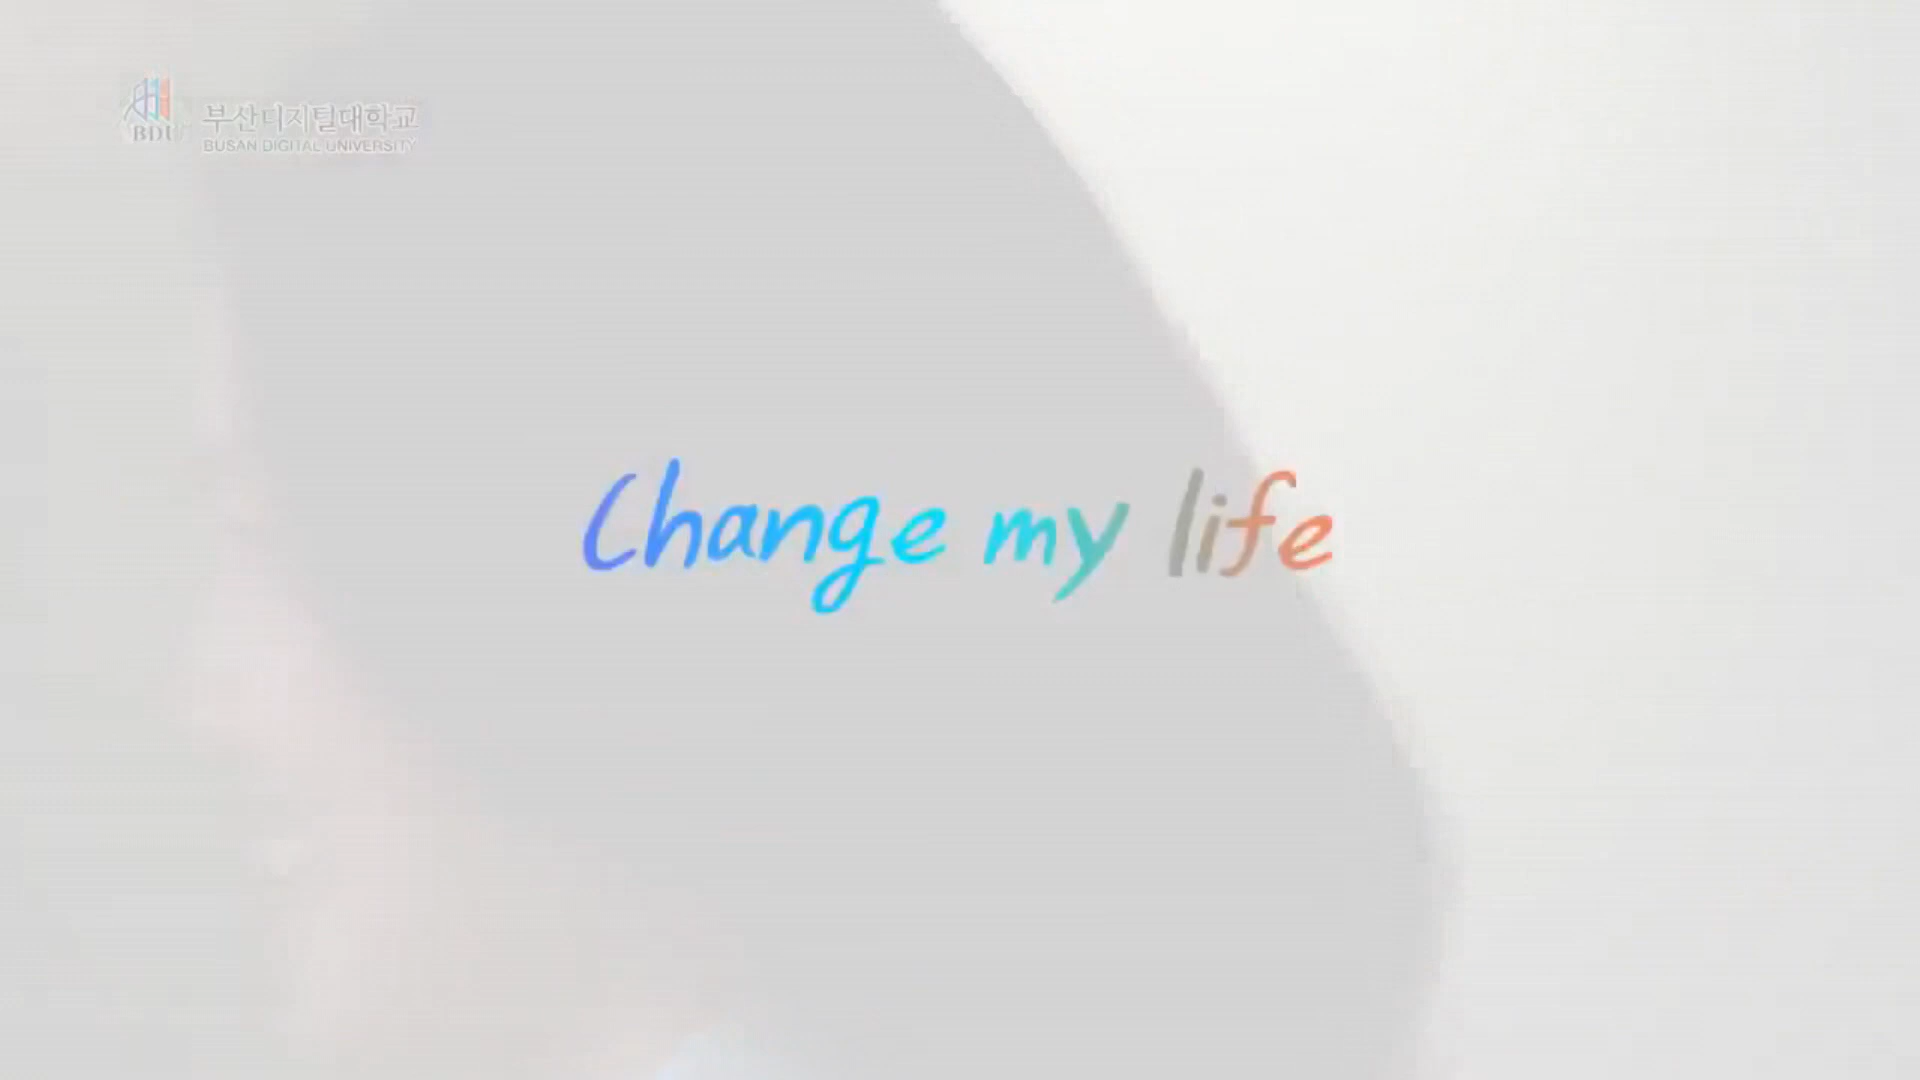 BDU
부산디지털대학교
BUSAN DIGITAL UNIVERSITY
Change my life